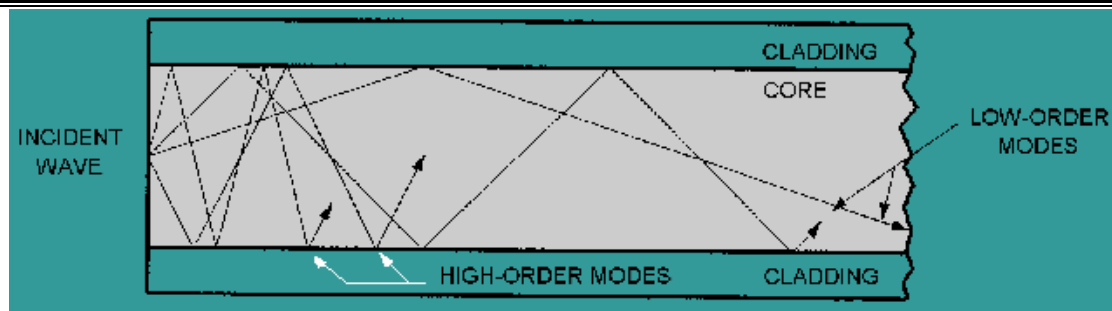 CLADDING
CORE
INCIDENT
WAVE
LOW-ORDER
MODES
HIGH-ORDER MODES
CLADDING